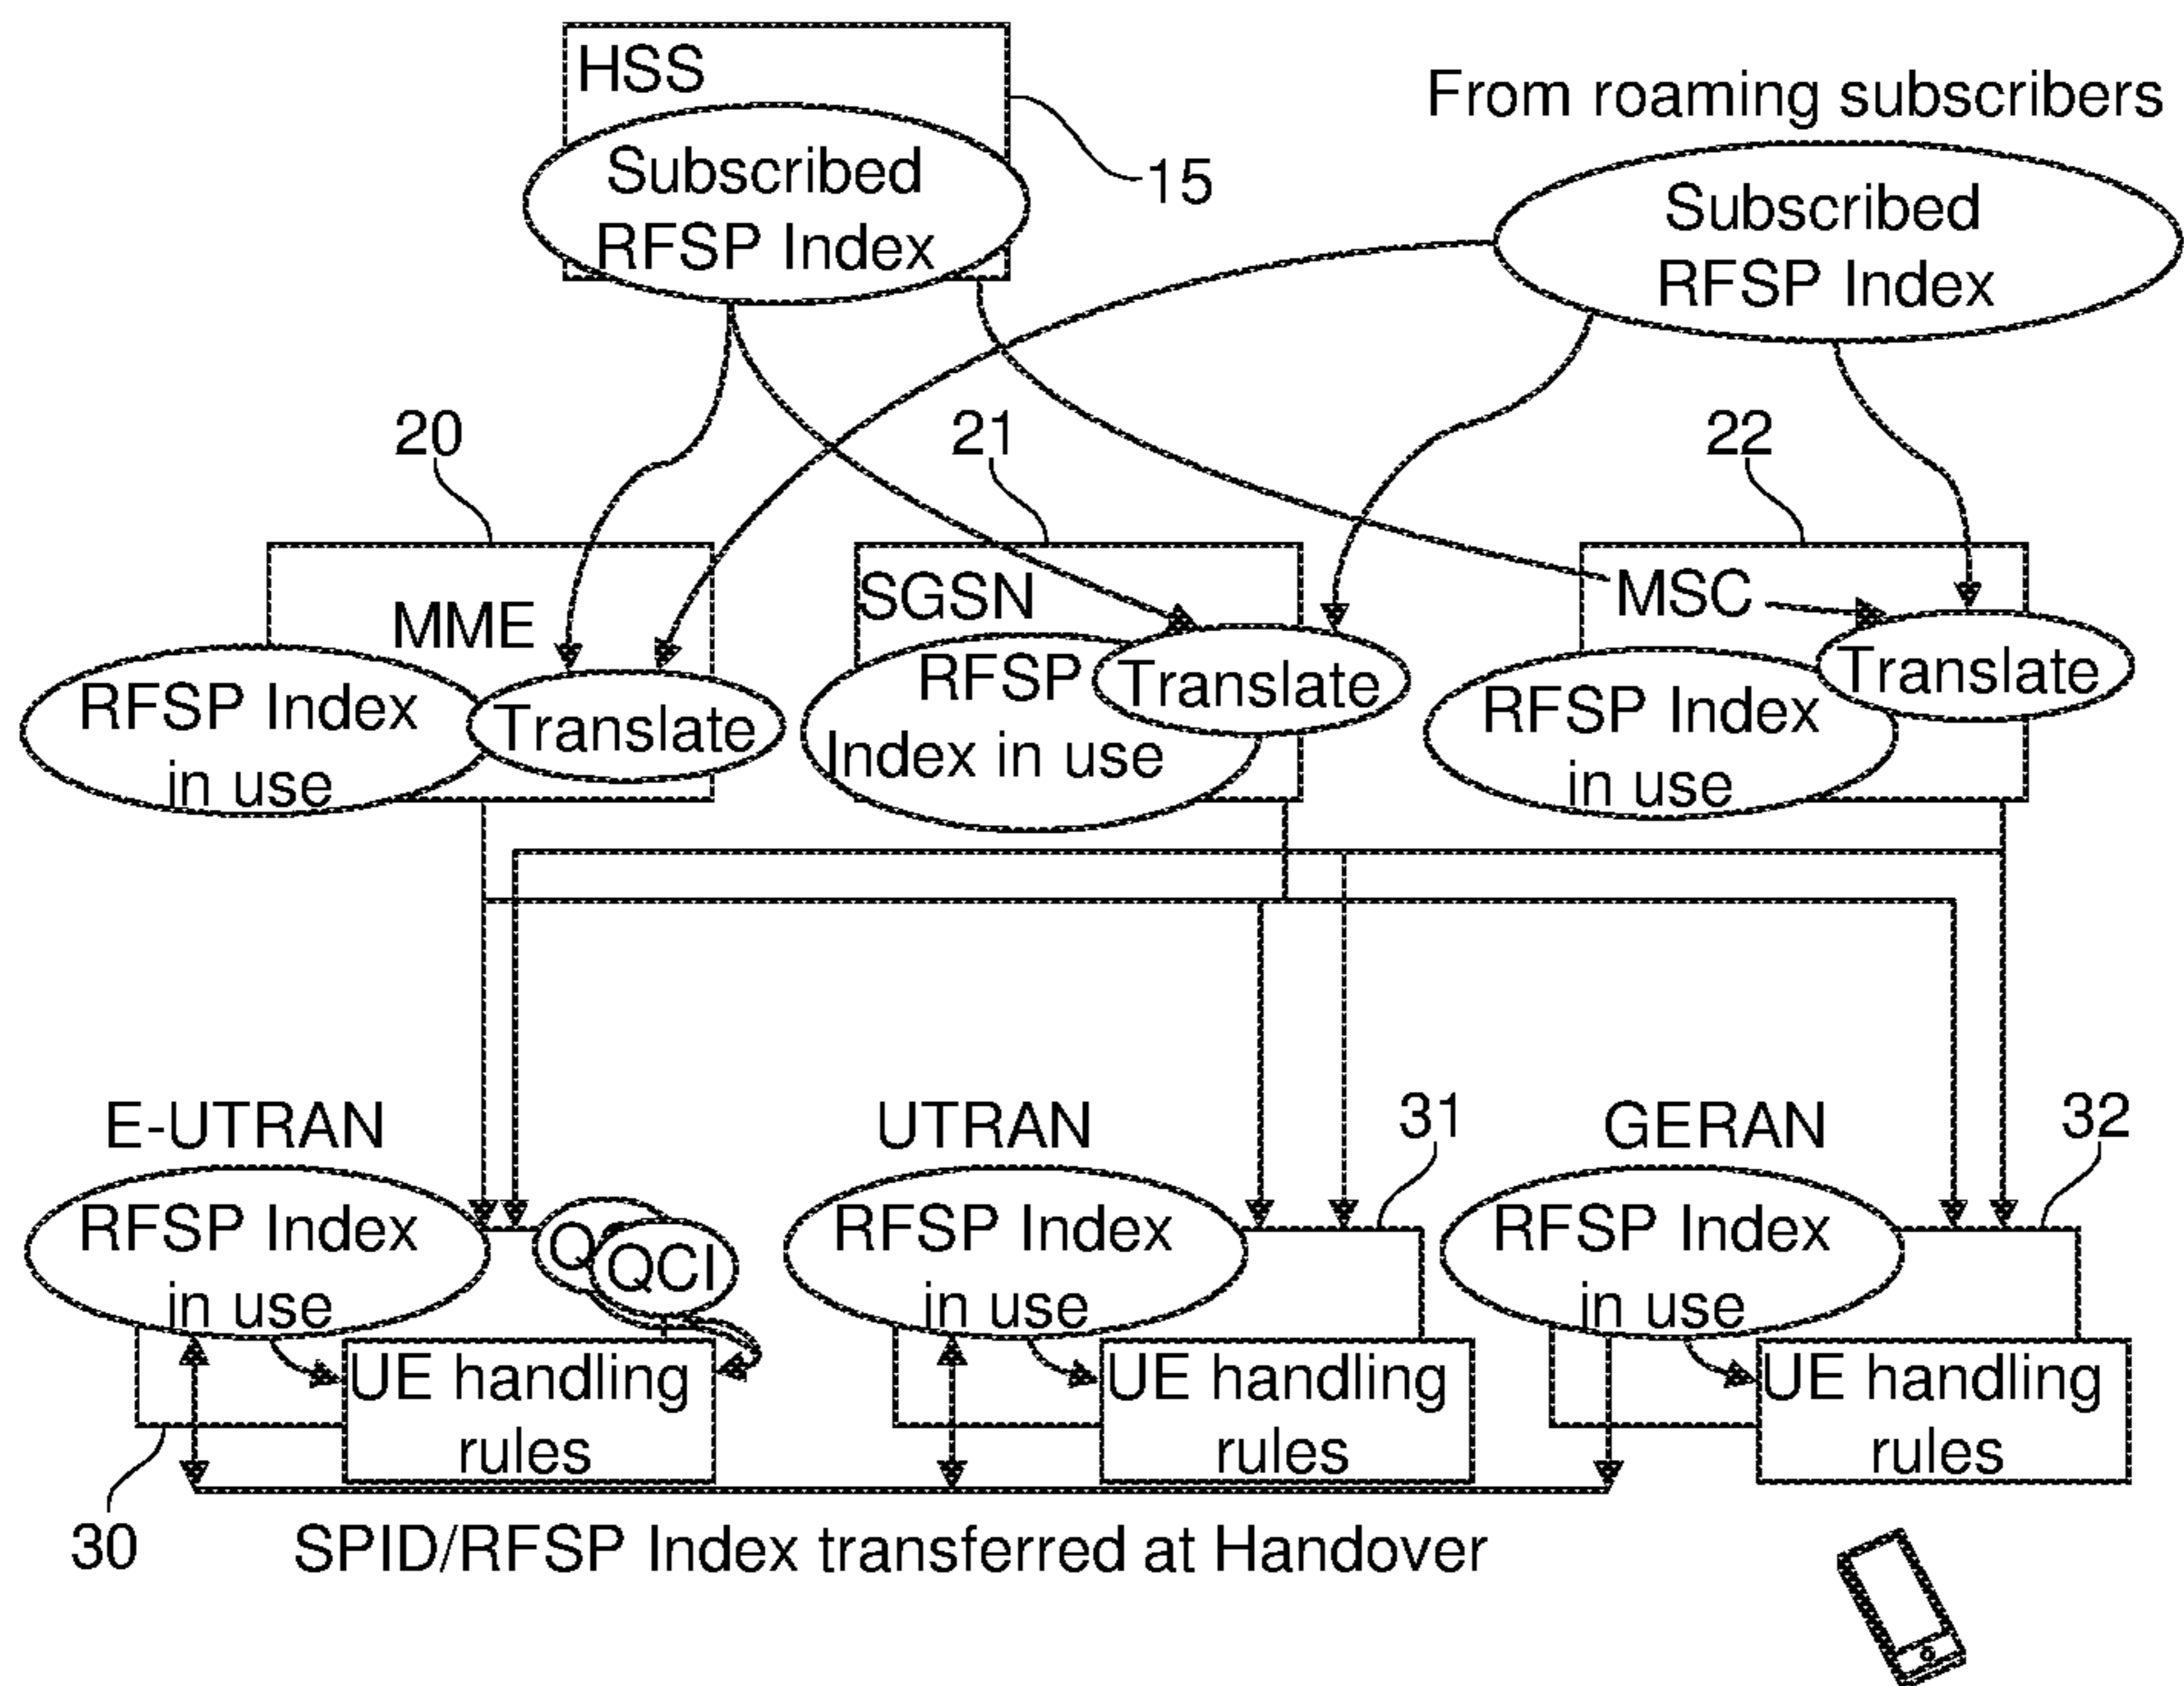 HSS
From roaming subscribers
Subscribed
RFSP Index
15
Subscribed
RFSP Index
20
21
22
MME
SGSN
MSC
RFSP Index
in use
Translate
RFSP
Index in use
Translate
RFSP Index
in use
Translate
E-UTRAN
UTRAN
31
GERAN
32
RFSP Index
in use
QCI
RFSP Index
in use
RFSP Index
in use
UE handling
rules
UE handling
rules
UE handling
rules
30
SPID/RFSP Index transferred at Handover